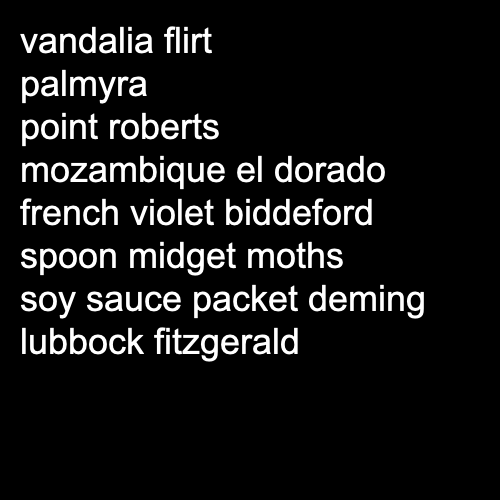 vandalia flirt
palmyra
point roberts
mozambique el dorado
french violet biddeford
spoon midget moths
soy sauce packet deming
lubbock fitzgerald